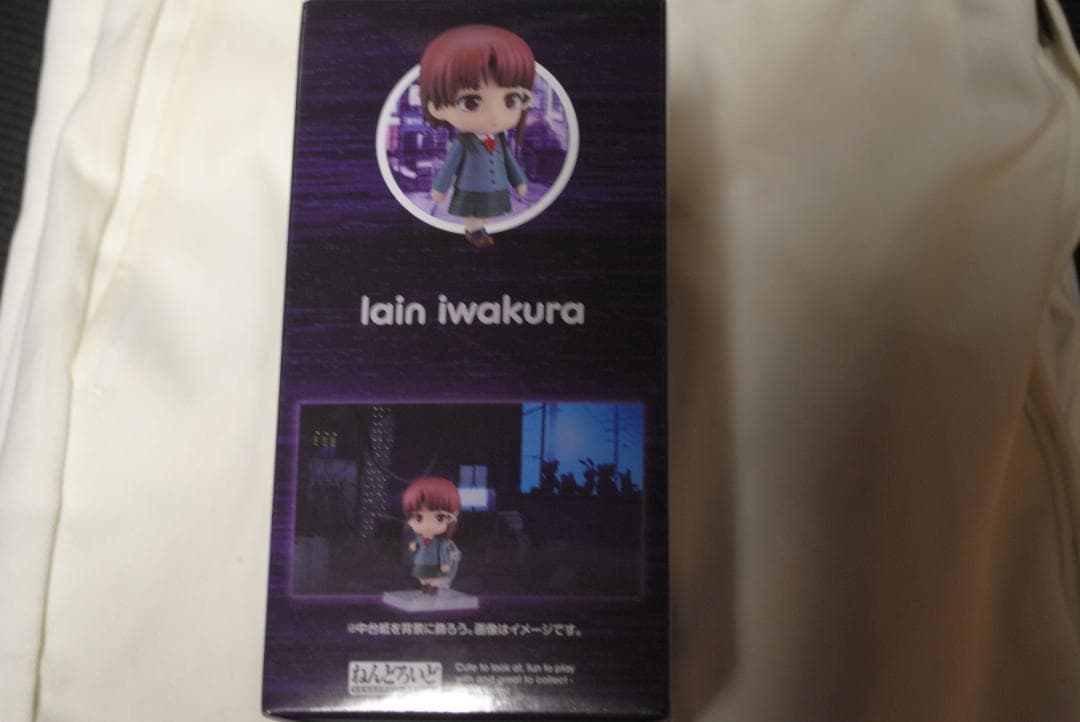 lain iwakura
※中台紙を背景に飾ろう。画像はイメージです。
ねんどろいど
Cute to look at, fun to play
with and great to collect -